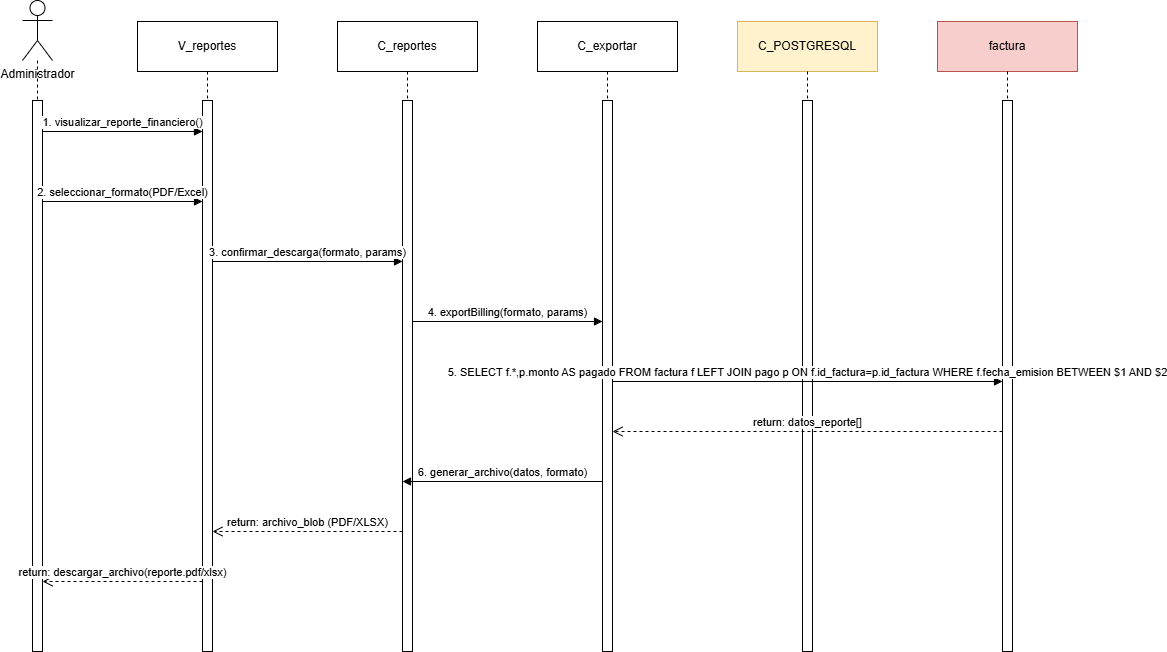 Administrador
V_reportes
C_reportes
C_exportar
C_POSTGRESQL
factura
1. visualizar_reporte_financiero()
2. seleccionar_formato(PDF/Excel)
3. confirmar_descarga(formato, params)
4. exportBilling(formato, params)
5. SELECT f.*,p.monto AS pagado FROM factura f LEFT JOIN pago p ON f.id_factura=p.id_factura WHERE f.fecha_emision BETWEEN $1 AND $2
return: datos_reporte[]
6. generar_archivo(datos, formato)
return: archivo_blob (PDF/XLSX)
return: descargar_archivo(reporte.pdf/xlsx)